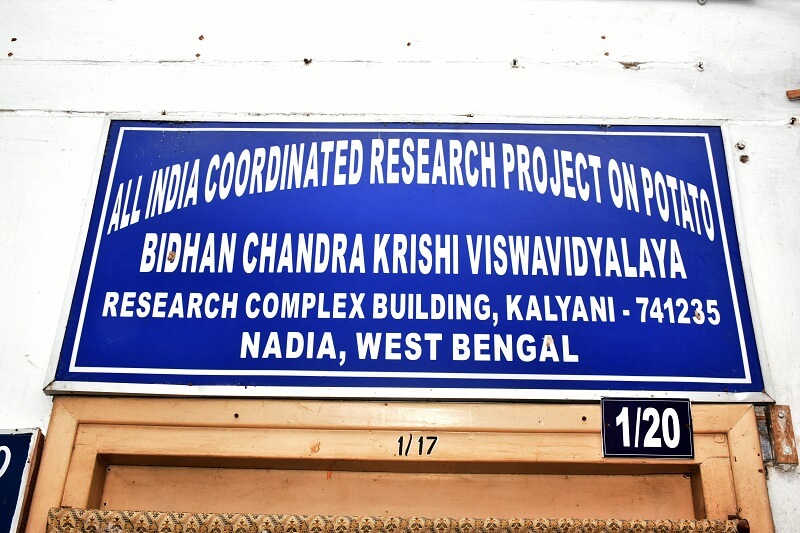 ALL INDIA COORDINATED RESEARCH PROJECT ON POTATO
BIDHAN CHANDRA KRISHI VISWAVIDYALAYA
RESEARCH COMPLEX BUILDING, KALYANI - 741235
NADIA, WEST BENGAL
1/20
1/17